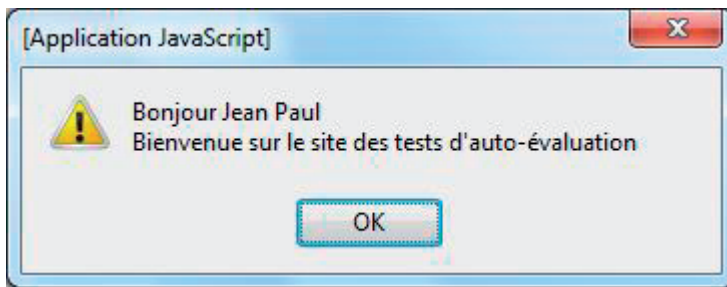 [Application JavaScript]
Bonjour Jean Paul
Bienvenue sur le site des tests d'auto-évaluation
OK